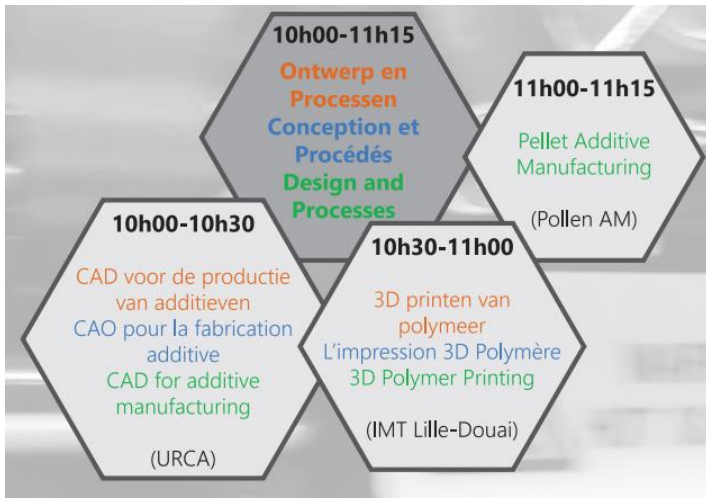 10h00-11h15
Ontwerp en
Processen
Conception et
Procédés
Design and
Processes
11h00-11h15
Pellet Additive
Manufacturing
(Pollen AM)
10h00-10h30
CAD voor de productie
van additieven
CAO pour la fabrication
additive
CAD for additive
manufacturing
(URCA)
10h30-11h00
3D printen van
polymeer
L'impression 3D Polymère
3D Polymer Printing
(IMT Lille-Douai)